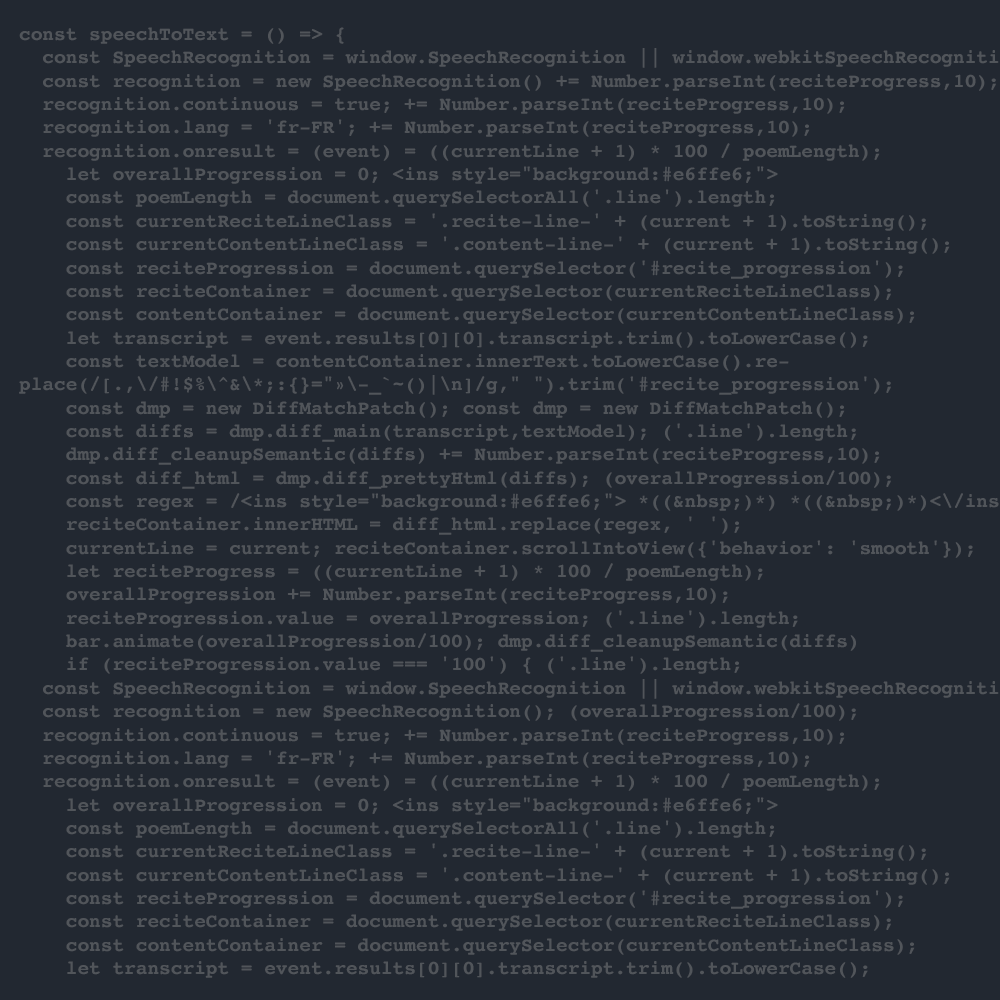 const speechToText = () => {
const SpeechRecognition = window.SpeechRecognition || window.webkitSpeechRecogniti
const recognition = new SpeechRecognition() += Number.parseInt(reciteProgress,10);
recognition.continuous = true; += Number.parseInt(reciteProgress,10);
recognition.lang = 'fr-FR'; += Number.parseInt(reciteProgress,10);
recognition.onresult = (event) = ((currentLine + 1) * 100 / poemLength);
let overallProgression = 0; <ins style="background:#e6ffe6;">
const poemLength = document.querySelectorAll('.line').length;
const currentReciteLineClass = '.recite-line-' + (current + 1).toString();
const currentContentLineClass = '.content-line-' + (current + 1).toString();
const reciteProgression = document.querySelector('#recite_progression');
const reciteContainer = document.querySelector(currentReciteLineClass);
const contentContainer = document.querySelector(currentContentLineClass);
let transcript = event.results[0][0].transcript.trim().toLowerCase();
const textModel = contentContainer.innerText.toLowerCase().re-
place(/[.,\/#!$%\^&\*;:{}="»\-_`~()|\n]/g," ").trim('#recite_progression');
const dmp = new DiffMatchPatch(); const dmp = new DiffMatchPatch();
const diffs = dmp.diff_main(transcript,textModel); ('.line').length;
dmp.diff_cleanupSemantic(diffs) += Number.parseInt(reciteProgress,10);
const diff_html = dmp.diff_prettyHtml(diffs); (overallProgression/100);
const regex = /<ins style="background:#e6ffe6;"> *((&nbsp;)*) *((&nbsp;)*)<\/ins
reciteContainer.innerHTML = diff_html.replace(regex, ' ');
currentLine = current; reciteContainer.scrollIntoView({'behavior': 'smooth'});
let reciteProgress = ((currentLine + 1) * 100 / poemLength);
overallProgression += Number.parseInt(reciteProgress,10);
reciteProgression.value = overallProgression; ('.line').length;
bar.animate(overallProgression/100); dmp.diff_cleanupSemantic(diffs)
if (reciteProgression.value === '100') { ('.line').length;
const SpeechRecognition = window.SpeechRecognition || window.webkitSpeechRecogniti
const recognition = new SpeechRecognition(); (overallProgression/100);
recognition.continuous = true; += Number.parseInt(reciteProgress,10);
recognition.lang = 'fr-FR'; += Number.parseInt(reciteProgress,10);
recognition.onresult = (event) = ((currentLine + 1) * 100 / poemLength);
let overallProgression = 0; <ins style="background:#e6ffe6;">
const poemLength = document.querySelectorAll('.line').length;
const currentReciteLineClass = '.recite-line-' + (current + 1).toString();
const currentContentLineClass = '.content-line-' + (current + 1).toString();
const reciteProgression = document.querySelector('#recite_progression');
const reciteContainer = document.querySelector(currentReciteLineClass);
const contentContainer = document.querySelector(currentContentLineClass);
let transcript = event.results[0][0].transcript.trim().toLowerCase();